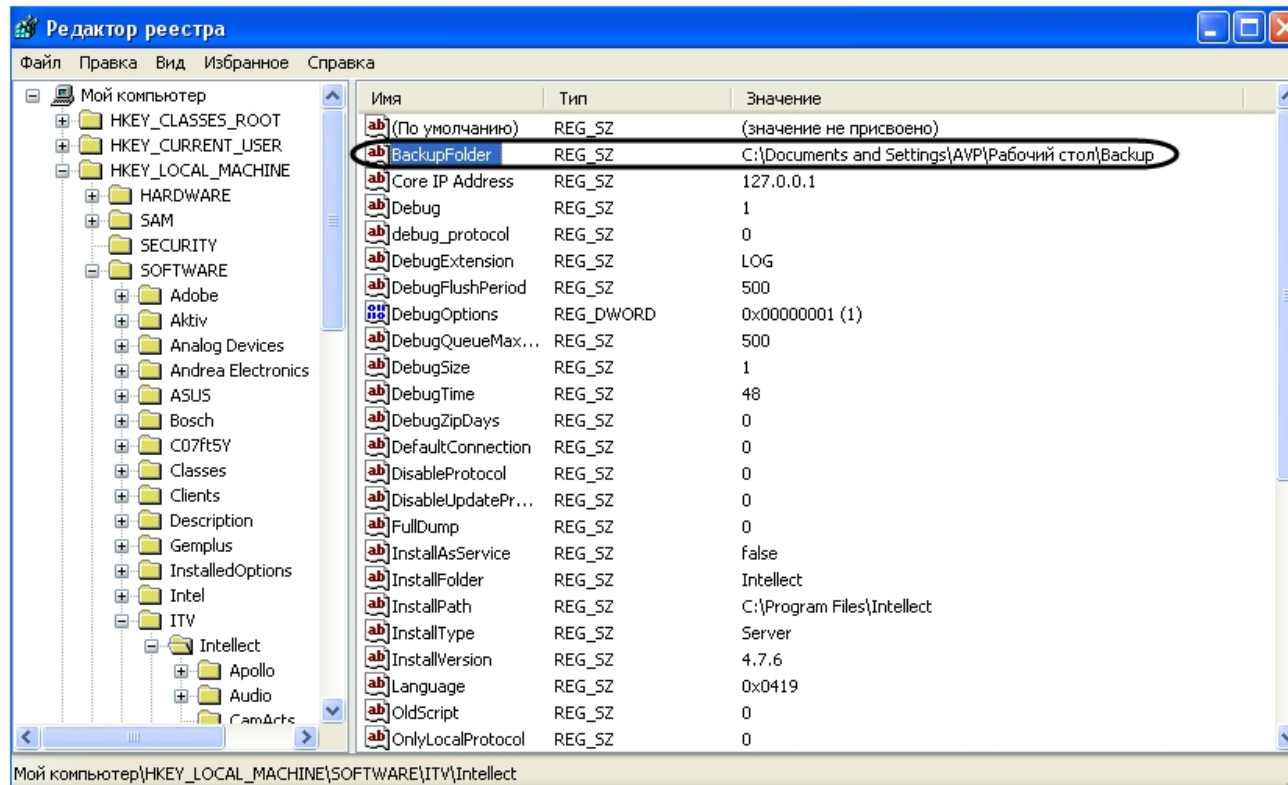 Редактор реестра
Файл Правка Вид Избранное Справка
Мой компьютер
HKEY_CLASSES_ROOT
HKEY_CURRENT_USER
HKEY_LOCAL_MACHINE
HARDWARE
SAM
SECURITY
SOFTWARE
Adobe
Aktiv
Analog Devices
Andrea Electronics
ASUS
Bosch
C07ft5Y
Classes
Clients
Description
Gemplus
InstalledOptions
Intel
ITV
Intellect
Apollo
Audio
CamActs
Имя Тип Значение
(По умолчанию) REG_SZ (значение не присвоено)
BackupFolder REG_SZ C:\Documents and Settings\AVP\Рабочий стол\Backup
Core IP Address REG_SZ 127.0.0.1
Debug REG_SZ 1
debug_protocol REG_SZ 0
DebugExtension REG_SZ LOG
DebugFlushPeriod REG_SZ 500
DebugOptions REG_DWORD 0x00000001 (1)
DebugQueueMax... REG_SZ 500
DebugSize REG_SZ 1
DebugTime REG_SZ 48
DebugZipDays REG_SZ 0
DefaultConnection REG_SZ 0
DisableProtocol REG_SZ 0
DisableUpdatePr... REG_SZ 0
FullDump REG_SZ 0
InstallAsService REG_SZ false
InstallFolder REG_SZ Intellect
InstallPath REG_SZ C:\Program Files\Intellect
InstallType REG_SZ Server
InstallVersion REG_SZ 4.7.6
Language REG_SZ 0x0419
OldScript REG_SZ 0
OnlyLocalProtocol REG_SZ 0
Мой компьютер\HKEY_LOCAL_MACHINE\SOFTWARE\ITV\Intellect